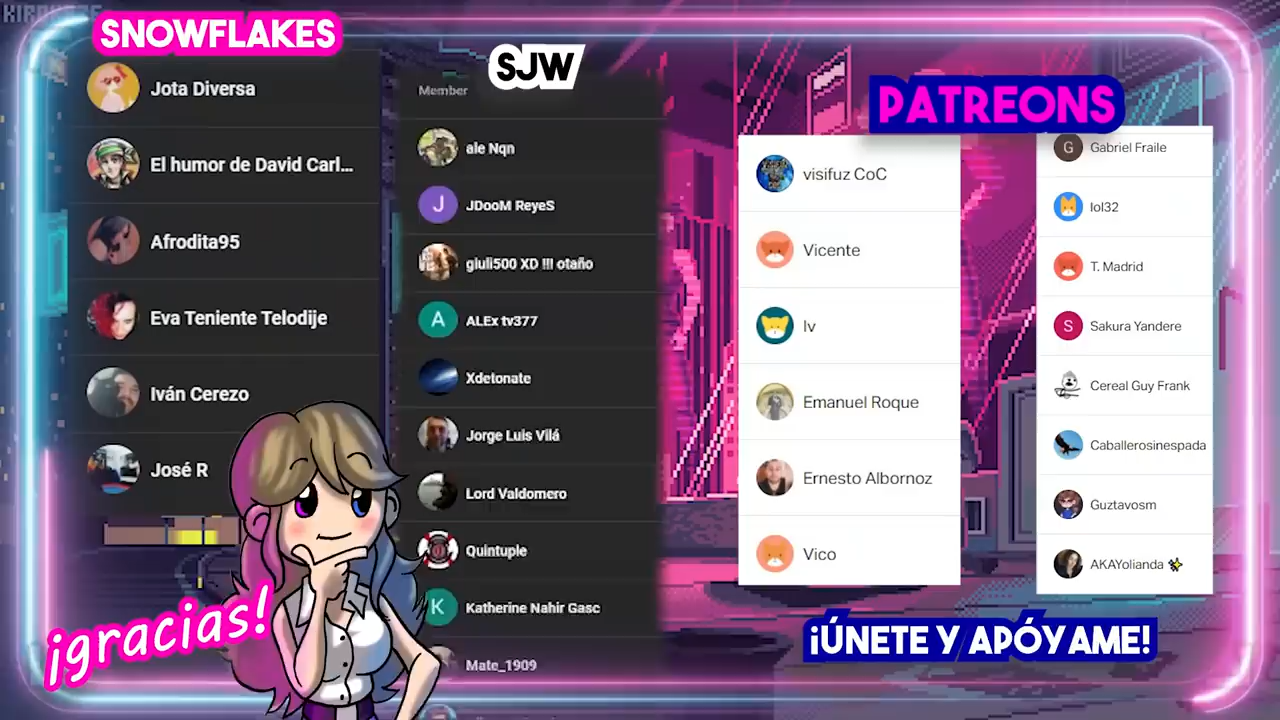 SNOWFLAKES
Jota Diversa
El humor de David Carl...
Afrodita95
Eva Teniente Telodije
Iván Cerezo
José R
¡gracias!
SJW
Member
ale Nqn
J
JDooM ReyeS
giuli500 XD !!! otaño
A
ALEx tv377
Xdetonate
Jorge Luis Vilá
Lord Valdomero
Quintuple
K
Katherine Nahir Gasc
Mate_1909
PATREONS
visifuz CoC
Vicente
Iv
Emanuel Roque
Ernesto Albornoz
Vico
G
Gabriel Fraile
lol32
T. Madrid
S
Sakura Yandere
Cereal Guy Frank
Caballerosinespada
Guztavosm
AKAYolianda
¡ÚNETE Y APÓYAME!